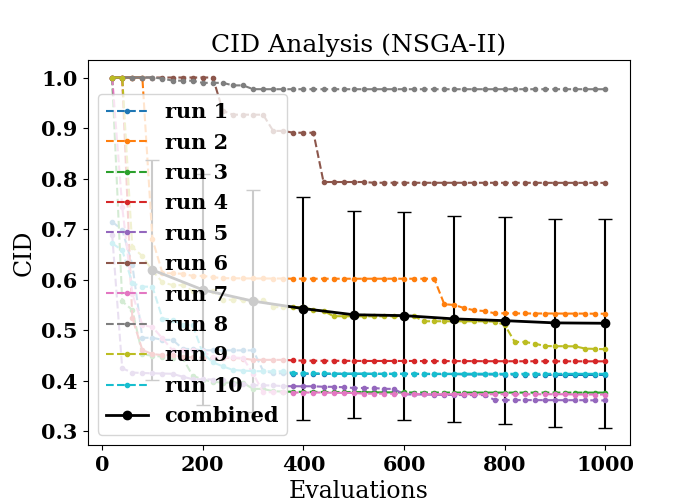 CID Analysis (NSGA-II)
1.0
0.9
0.8
0.7
0.6
0.5
0.4
0.3
CID
run 1
run 2
run 3
run 4
run 5
run 6
run 7
run 8
run 9
run 10
combined
0 200 400 600 800 1000
Evaluations